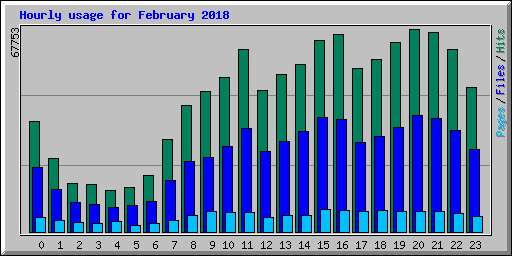 Hourly usage for February 2018
67753
Pages / Files / Hits
0 1 2 3 4 5 6 7 8 9 10 11 12 13 14 15 16 17 18 19 20 21 22 23